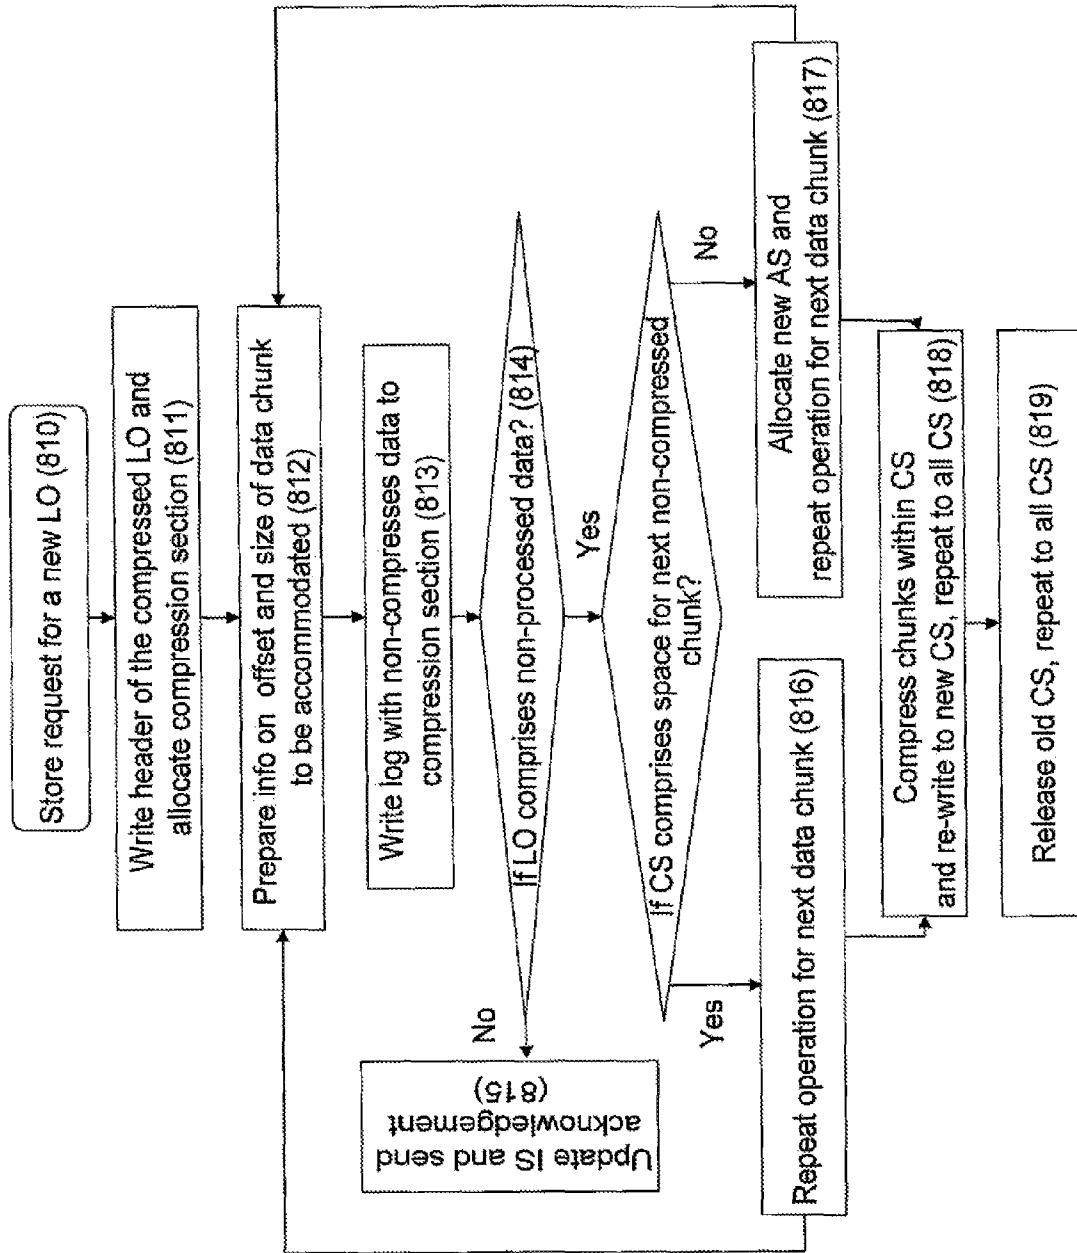 Store request for a new LO (810)
Write header of the compressed LO and
allocate compression section (811)
Prepare info on offset and size of data chunk
to be accommodated (812)
Write log with non-compresses data to
compression section (813)
If LO comprises non-processed data? (814)
No
Update IS and send
acknowledgement
(815)
Yes
If CS comprises space for next non-compressed
chunk?
Yes
No
Repeat operation for next data chunk (816)
Allocate new AS and
repeat operation for next data chunk (817)
Compress chunks within CS
and re-write to new CS, repeat to all CS (818)
Release old CS, repeat to all CS (819)